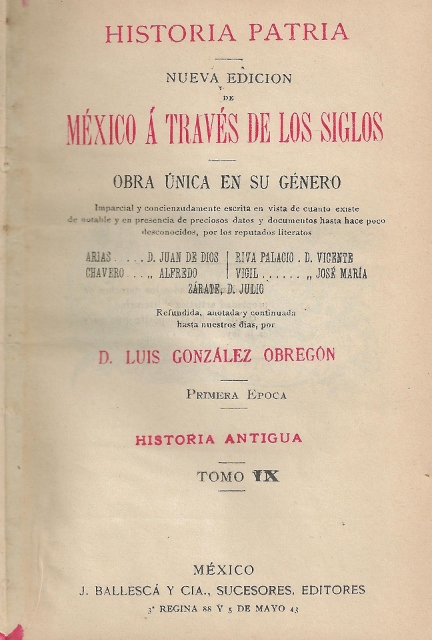 HISTORIA PATRIA
NUEVA EDICION
DE
MÉXICO Á TRAVÉS DE LOS SIGLOS
OBRA ÚNICA EN SU GÉNERO
Imparcial y concienzudamente escrita en vista de cuanto existe
de notable y en presencia de preciosos datos y documentos hasta hace poco
desconocidos, por los reputados literatos
ARIAS . . . . . D. JUAN DE DIOS | RIVA PALACIO . D. VICENTE
CHAVERO . . . „ ALFREDO | VIGIL . . . . . . „ JOSÉ MARÍA
ZÁRATE, D. JULIO
Refundida, anotada y continuada
hasta nuestros días, por
D. LUIS GONZÁLEZ OBREGÓN
PRIMERA EPOCA
HISTORIA ANTIGUA
TOMO
MÉXICO
J. BALLESCÁ Y CIA., SUCESORES, EDITORES
3ª REGINA 88 Y 5 DE MAYO 43